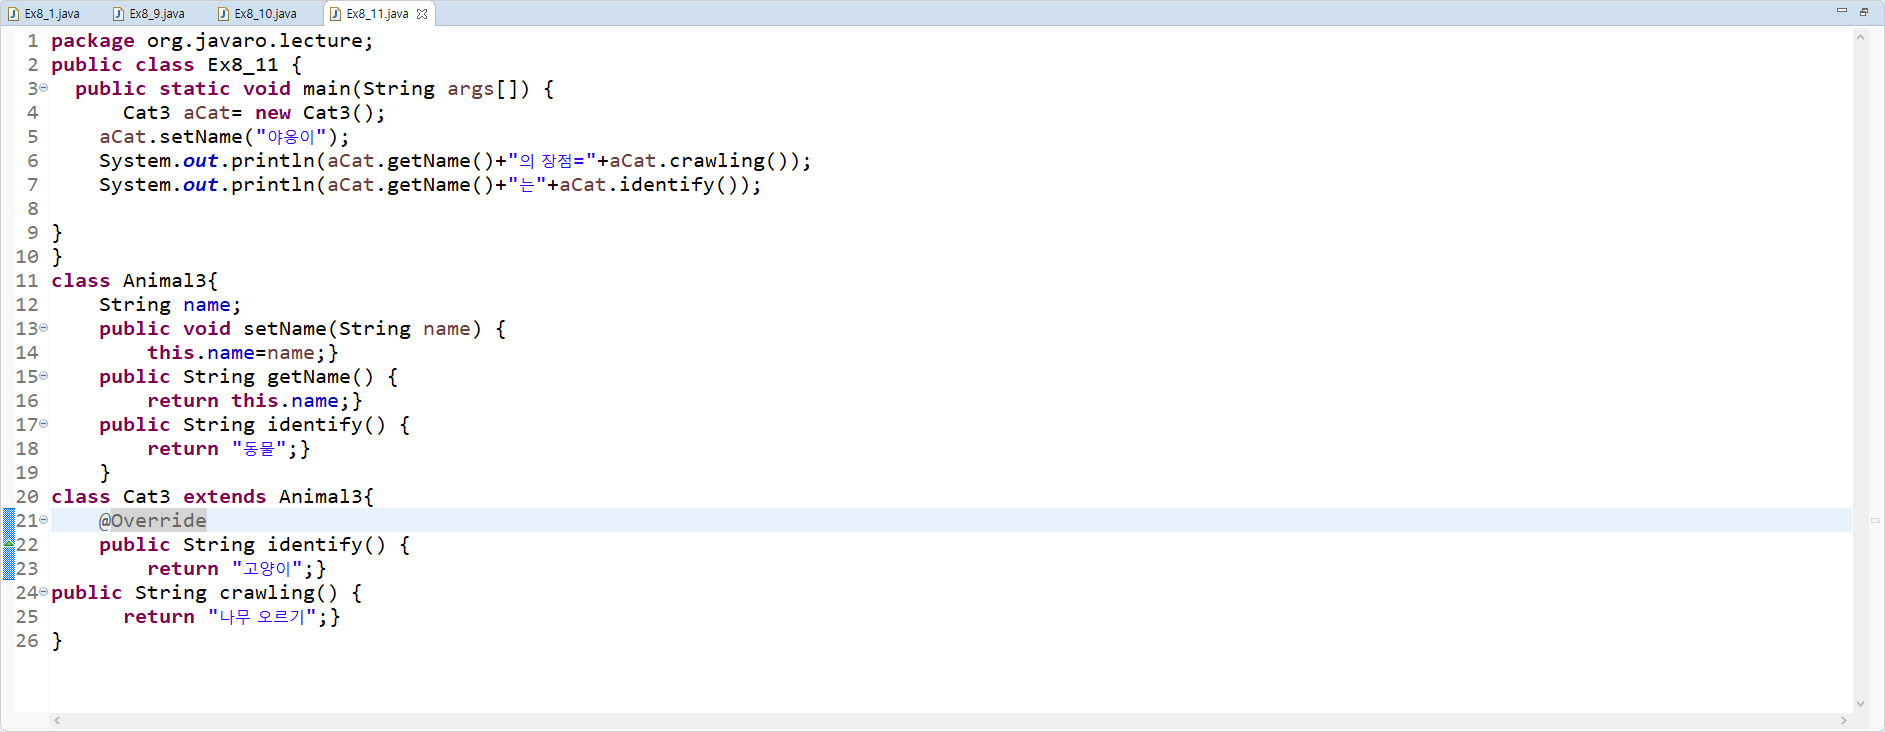 Ex8_1.java Ex8_9.java Ex8_10.java Ex8_11.java
1 package org.javaro.lecture;
2 public class Ex8_11 {
3 public static void main(String args[]) {
4 Cat3 aCat= new Cat3();
5 aCat.setName("야옹이");
6 System.out.println(aCat.getName()+"의 장점="+aCat.crawling());
7 System.out.println(aCat.getName()+"는"+aCat.identify());
8
9 }
10 }
11 class Animal3{
12 String name;
13 public void setName(String name) {
14 this.name=name;}
15 public String getName() {
16 return this.name;}
17 public String identify() {
18 return "동물";}
19 }
20 class Cat3 extends Animal3{
21 @Override
22 public String identify() {
23 return "고양이";}
24 public String crawling() {
25 return "나무 오르기";}
26 }